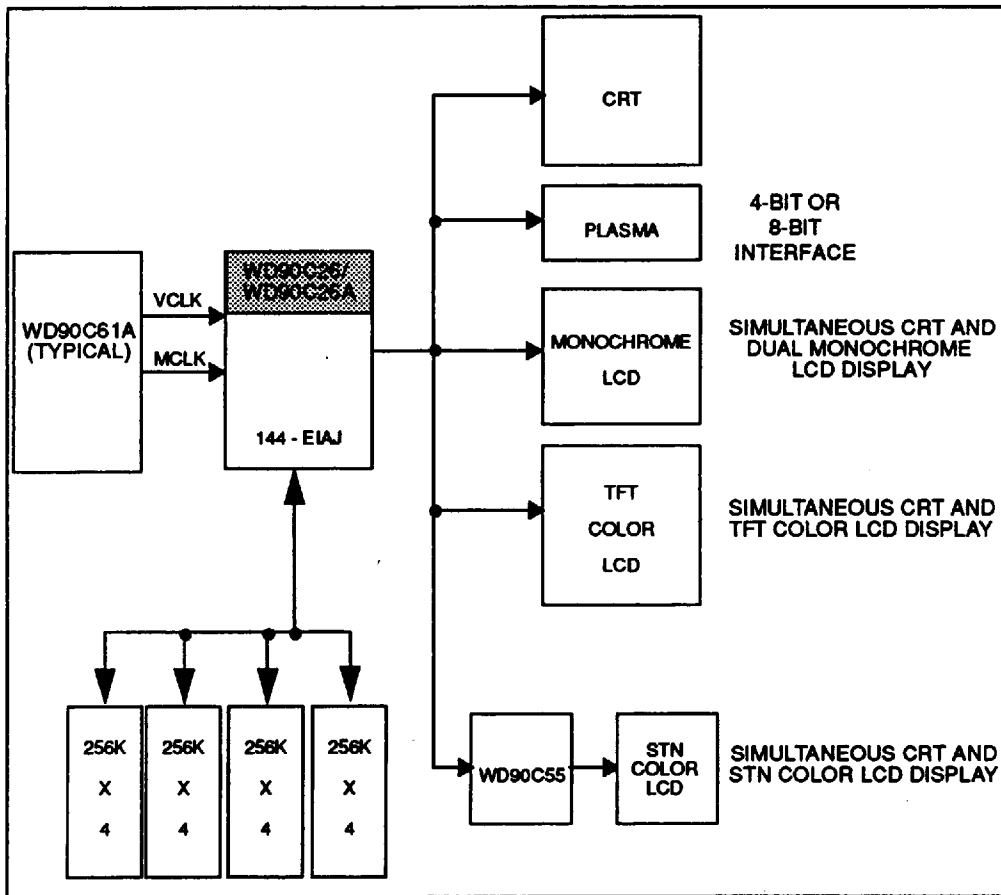 CRT
PLASMA
4-BIT OR
8-BIT
INTERFACE
WD90C61A
(TYPICAL)
VCLK
MCLK
WD90C26/
WD90C26A
144 - EIAJ
MONOCHROME
LCD
SIMULTANEOUS CRT AND
DUAL MONOCHROME
LCD DISPLAY
TFT
COLOR
LCD
SIMULTANEOUS CRT AND
TFT COLOR LCD DISPLAY
256K
X
4
256K
X
4
256K
X
4
256K
X
4
WD90C55
STN
COLOR
LCD
SIMULTANEOUS CRT AND
STN COLOR LCD DISPLAY